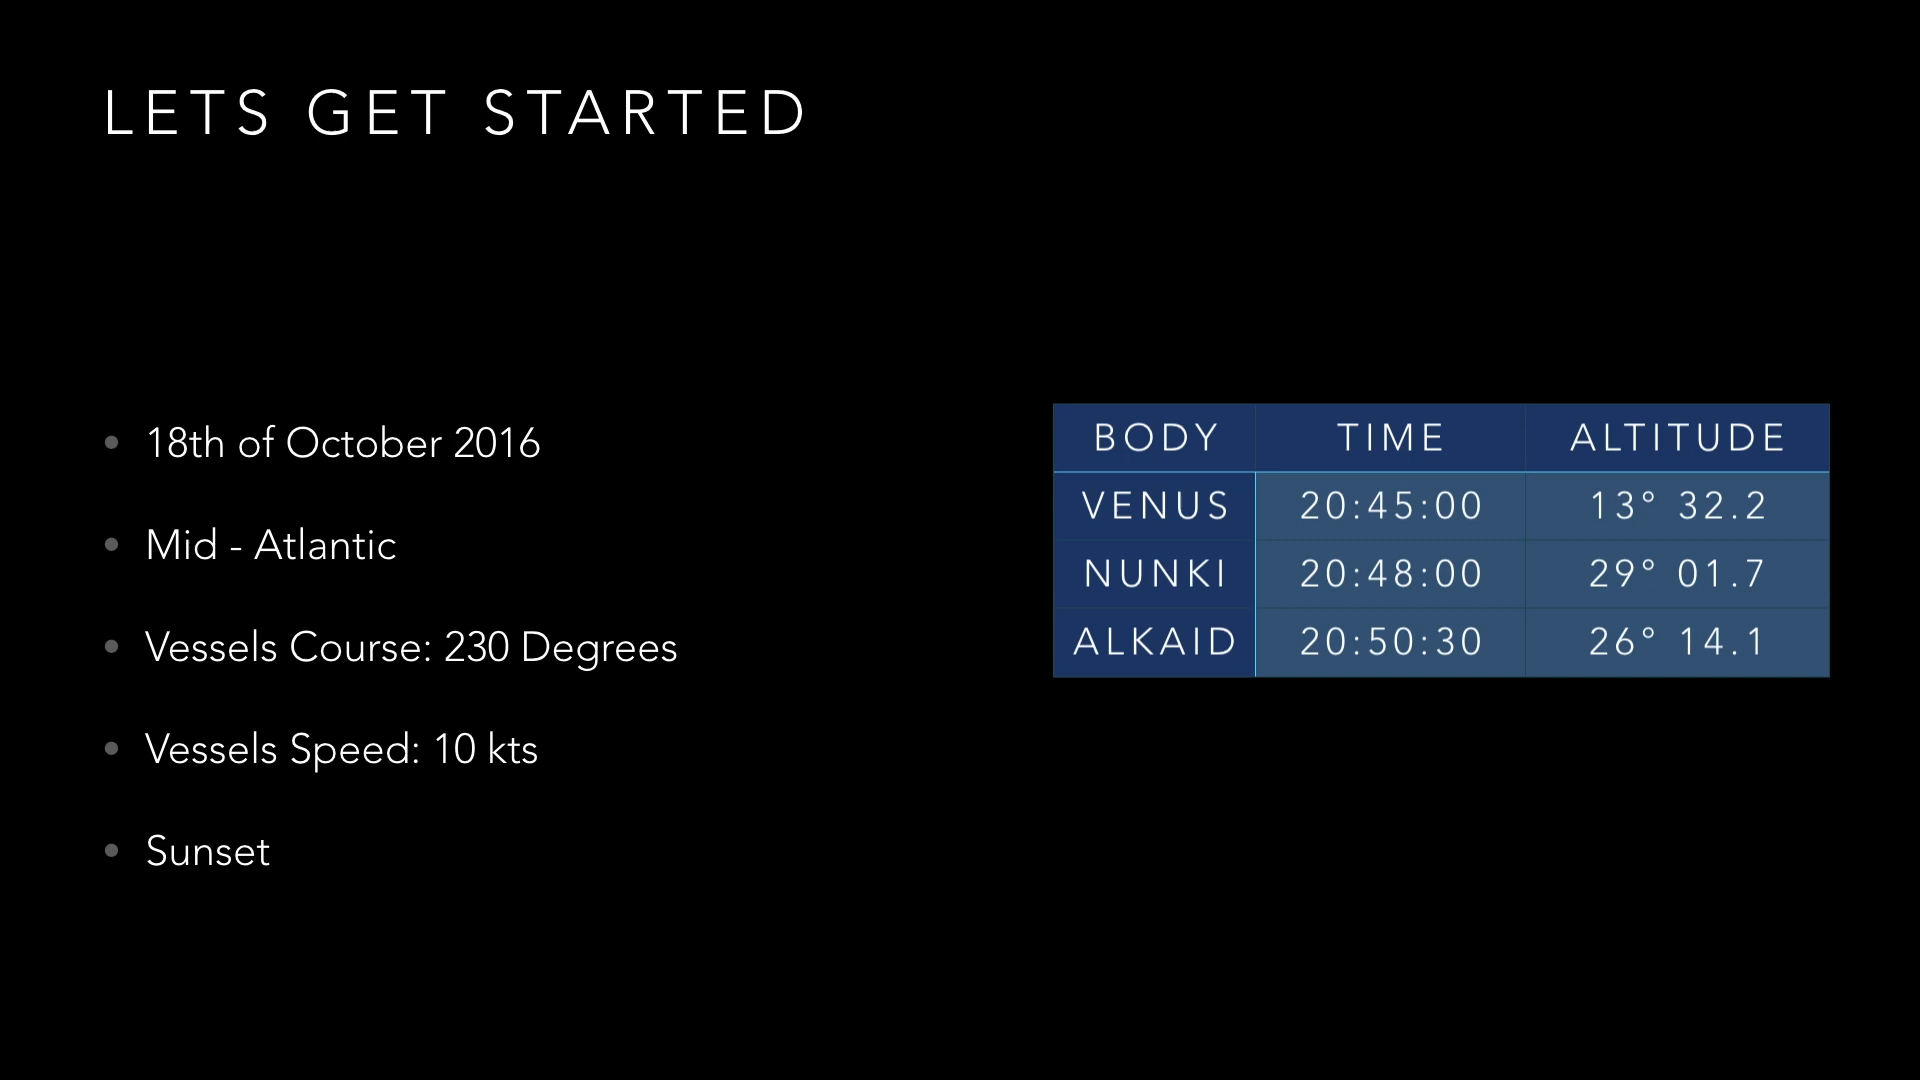 LETS GET STARTED
• 18th of October 2016
• Mid - Atlantic
• Vessels Course: 230 Degrees
• Vessels Speed: 10 kts
• Sunset
BODY TIME ALTITUDE
VENUS 20:45:00 13° 32.2
NUNKI 20:48:00 29° 01.7
ALKAID 20:50:30 26° 14.1